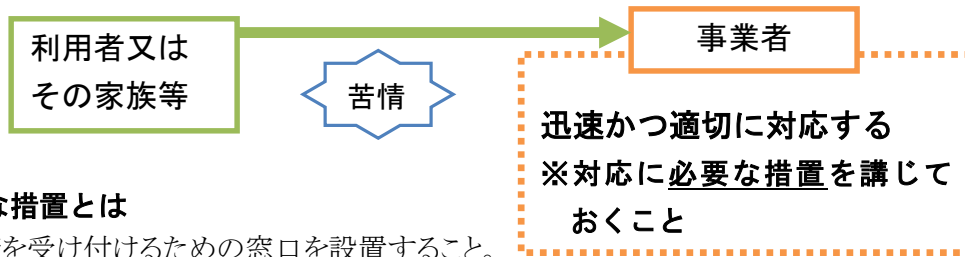 利用者又は
その家族等
苦情
事業者
迅速かつ適切に対応する
※対応に必要な措置を講じて
おくこと
な措置とは
を受け付けるための窓口を設置すること。